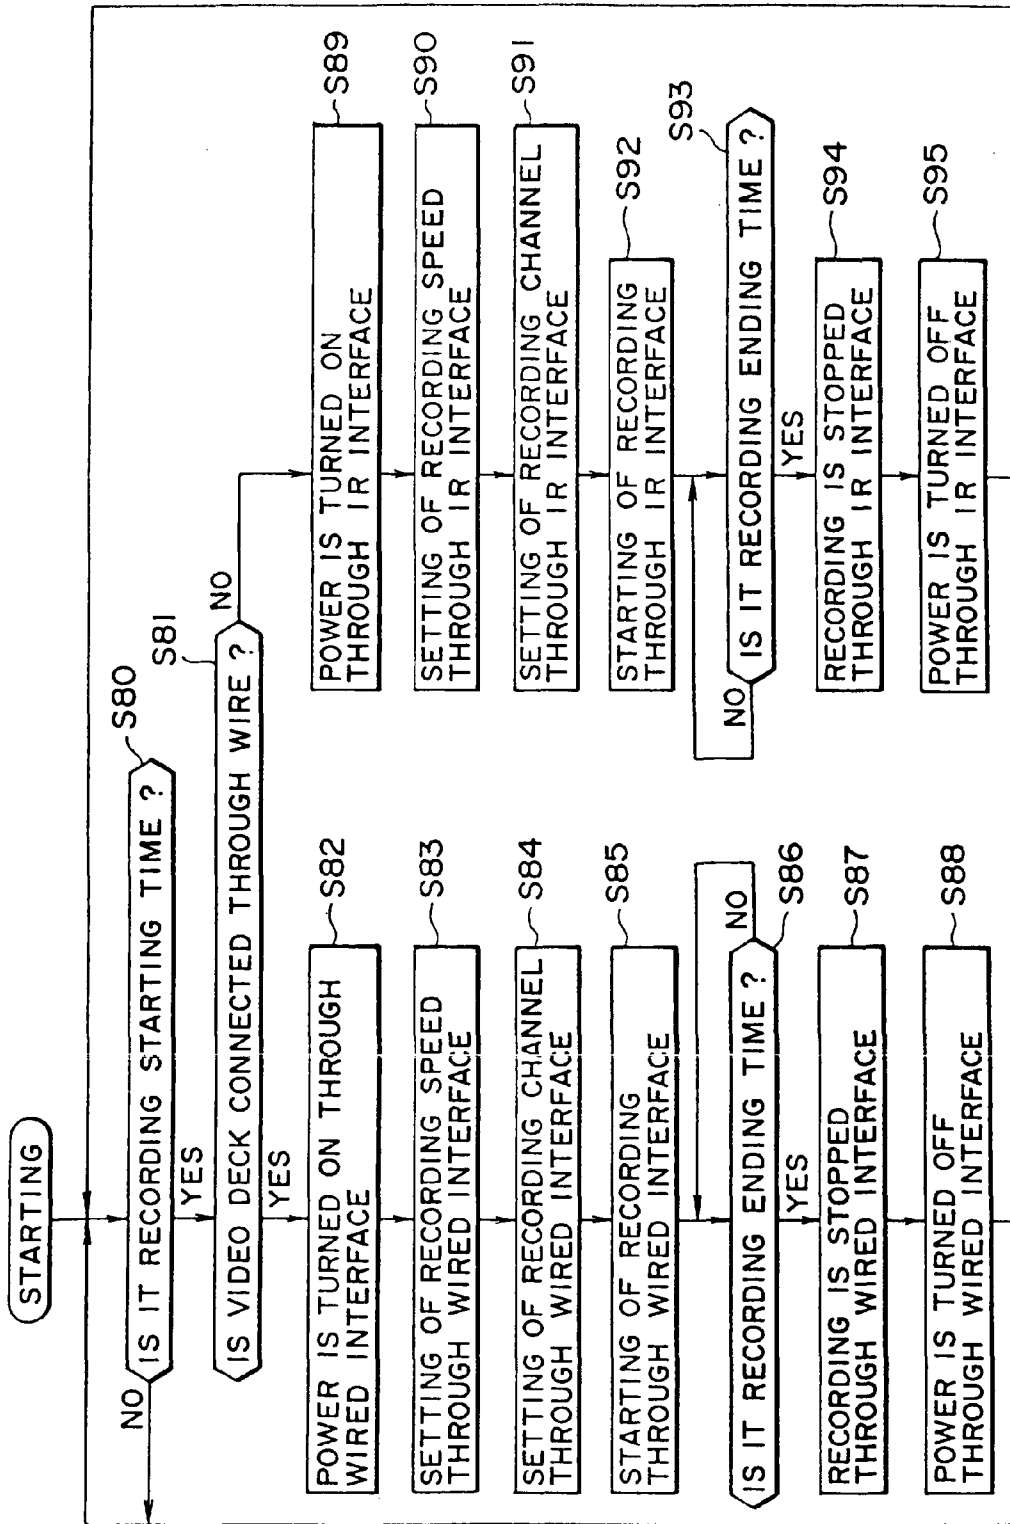 STARTING
IS IT RECORDING STARTING TIME ?
S80
NO
YES
IS VIDEO DECK CONNECTED THROUGH WIRE ?
S81
NO
YES
POWER IS TURNED ON THROUGH
WIRED INTERFACE
S82
SETTING OF RECORDING SPEED
THROUGH WIRED INTERFACE
S83
SETTING OF RECORDING CHANNEL
THROUGH WIRED INTERFACE
S84
STARTING OF RECORDING
THROUGH WIRED INTERFACE
S85
NO
IS IT RECORDING ENDING TIME ?
S86
YES
RECORDING IS STOPPED
THROUGH WIRED INTERFACE
S87
POWER IS TURNED OFF
THROUGH WIRED INTERFACE
S88
POWER IS TURNED ON
THROUGH IR INTERFACE
S89
SETTING OF RECORDING SPEED
THROUGH IR INTERFACE
S90
SETTING OF RECORDING CHANNEL
THROUGH IR INTERFACE
S91
STARTING OF RECORDING
THROUGH IR INTERFACE
S92
NO
IS IT RECORDING ENDING TIME ?
S93
YES
RECORDING IS STOPPED
THROUGH IR INTERFACE
S94
POWER IS TURNED OFF
THROUGH IR INTERFACE
S95